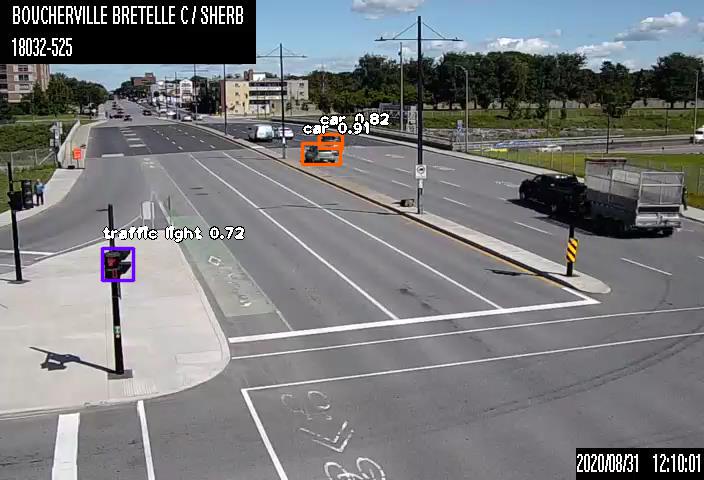 BOUCHERVILLE BRETELLE C / SHERB
18032-525
car 0.82
car 0.91
traffic light 0.72
2020/08/31 12:10:01